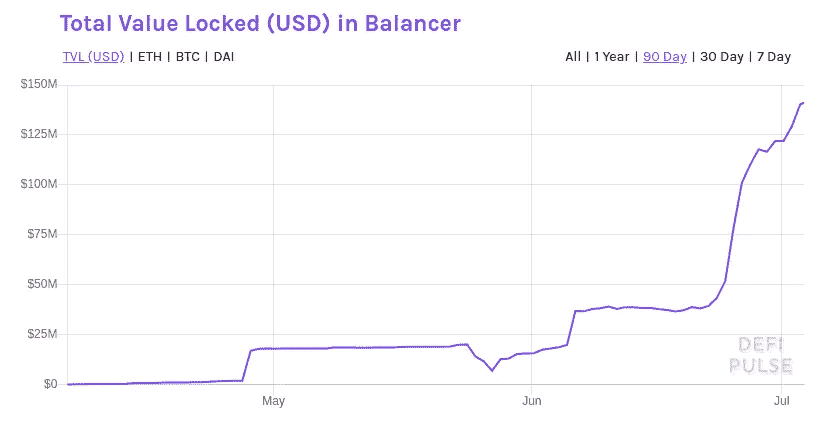 Total Value Locked (USD) in Balancer
TVL (USD) | ETH | BTC | DAI
All | 1 Year | 90 Day | 30 Day | 7 Day
$150M
$125M
$100M
$75M
$50M
$25M
$0
May
Jun
Jul
DEFI
PULSE